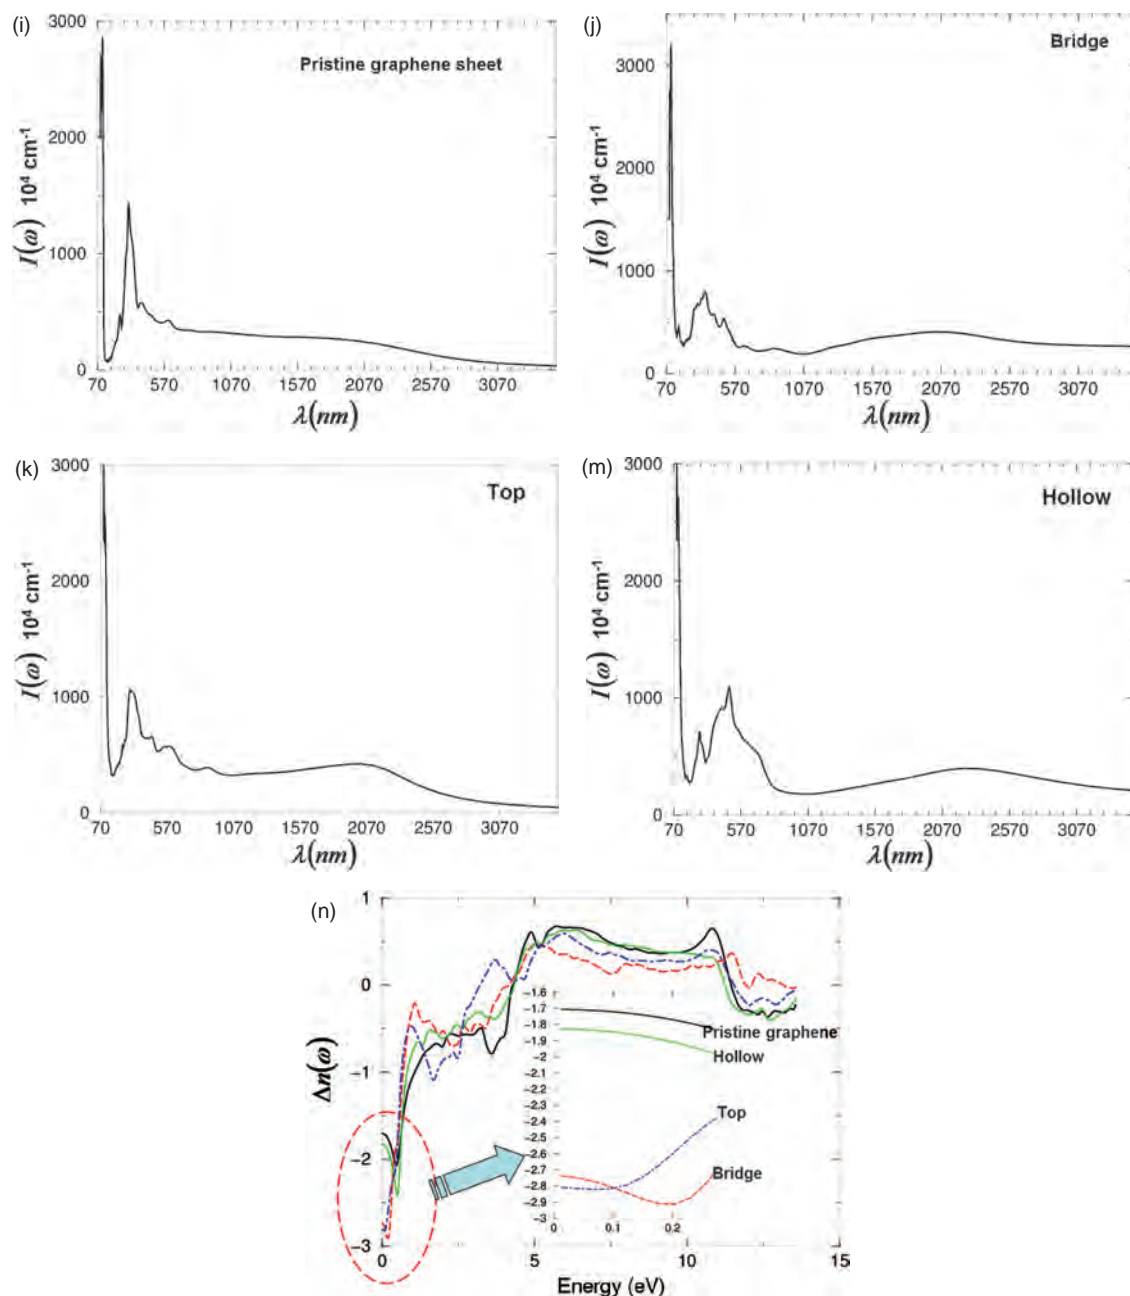 (i)
3000
2000
1000
0
I(ω) 10⁴ cm⁻¹
Pristine graphene sheet
70 570 1070 1570 2070 2570 3070
λ(nm)
(j)
3000
2000
1000
0
I(ω) 10⁴ cm⁻¹
Bridge
70 570 1070 1570 2070 2570 3070
λ(nm)
(k)
3000
2000
1000
0
I(ω) 10⁴ cm⁻¹
Top
70 570 1070 1570 2070 2570 3070
λ(nm)
(m)
3000
2000
1000
0
I(ω) 10⁴ cm⁻¹
Hollow
70 570 1070 1570 2070 2570 3070
λ(nm)
(n)
1
0
-1
-2
-3
Δn(ω)
-1.6
-1.7
-1.8
-1.9
-2
-2.1
-2.2
-2.3
-2.4
-2.5
-2.6
-2.7
-2.8
-2.9
-3
Pristine graphene
Hollow
Top
Bridge
0 0.1 0.2
0 5 10 15
Energy (eV)